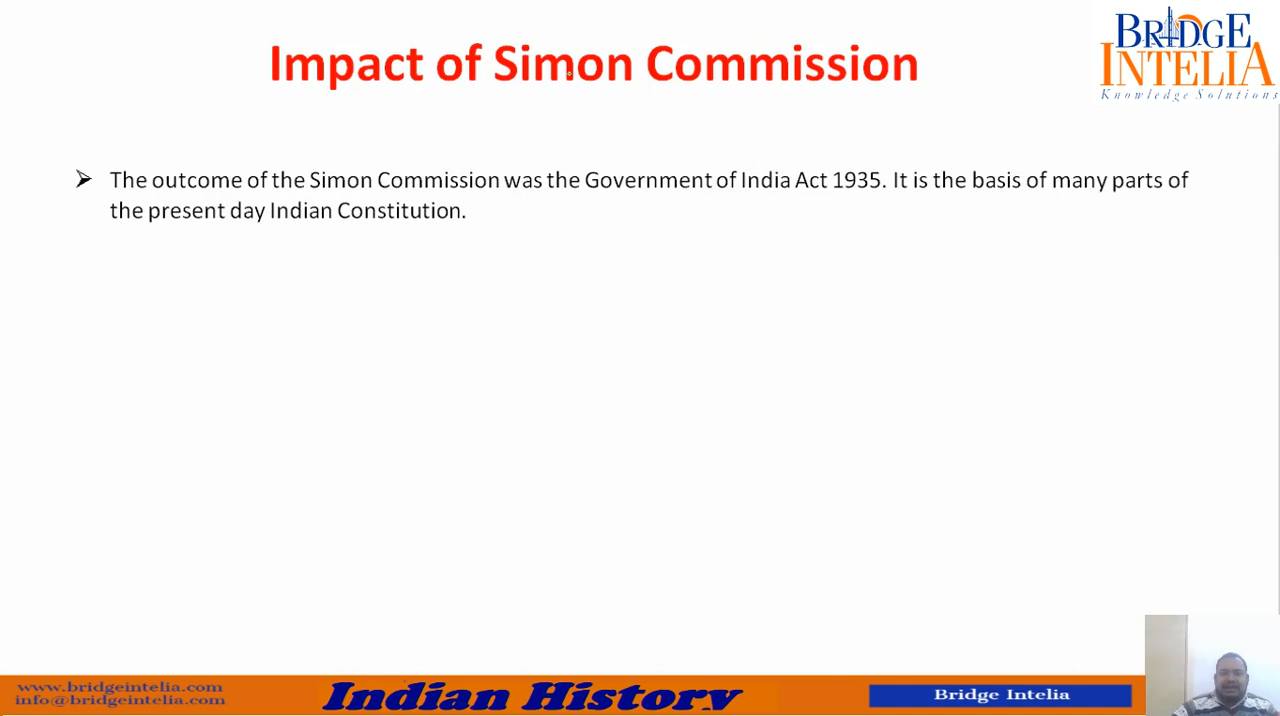 Impact of Simon Commission
BRIDGE
INTELIA
Knowledge Solutions
➢ The outcome of the Simon Commission was the Government of India Act 1935. It is the basis of many parts of
the present day Indian Constitution.
www.bridgeintelia.com
info@bridgeintelia.com
Indian History
Bridge Intelia